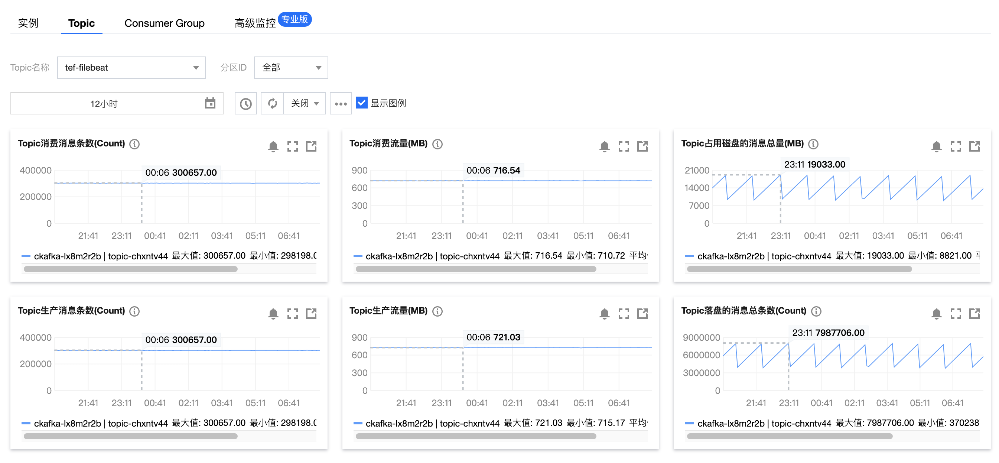 实例 Topic Consumer Group 高级监控 专业版
Topic名称 tef-filebeat 分区ID 全部
12小时 关闭 显示图例
Topic消费消息条数(Count)
00:06 300657.00
400000
200000
0
21:41 23:11 00:41 02:11 03:41 05:11 06:41
ckafka-lx8m2r2b | topic-chxntv44 最大值: 300657.00 最小值: 298198.0
Topic消费流量(MB)
00:06 716.54
900
600
300
0
21:41 23:11 00:41 02:11 03:41 05:11 06:41
ckafka-lx8m2r2b | topic-chxntv44 最大值: 716.54 最小值: 710.72 平均
Topic占用磁盘的消息总量(MB)
23:11 19033.00
21000
14000
7000
0
21:41 23:11 00:41 02:11 03:41 05:11 06:41
ckafka-lx8m2r2b | topic-chxntv44 最大值: 19033.00 最小值: 8821.00
Topic生产消息条数(Count)
00:06 300657.00
400000
200000
0
21:41 23:11 00:41 02:11 03:41 05:11 06:41
ckafka-lx8m2r2b | topic-chxntv44 最大值: 300657.00 最小值: 298198.0
Topic生产流量(MB)
00:06 721.03
900
600
300
0
21:41 23:11 00:41 02:11 03:41 05:11 06:41
ckafka-lx8m2r2b | topic-chxntv44 最大值: 721.03 最小值: 715.17 平均
Topic落盘的消息总条数(Count)
23:11 7987706.00
9000000
6000000
3000000
0
21:41 23:11 00:41 02:11 03:41 05:11 06:41
ckafka-lx8m2r2b | topic-chxntv44 最大值: 7987706.00 最小值: 370238